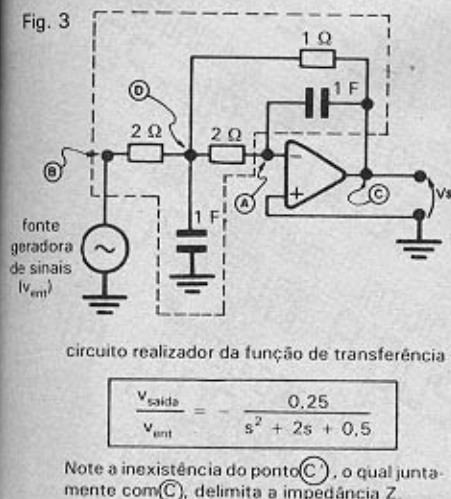 Fig. 3
1 Ω
D
1 F
2 Ω
2 Ω
B
A
−
+
C
Vs
1 F
fonte
geradora
de sinais
(vent)
circuito realizador da função de transferência
vsaída / vent = − 0,25 / s² + 2s + 0,5
Note a inexistência do ponto (C'), o qual junta-
mente com (C), delimita a impedância Z